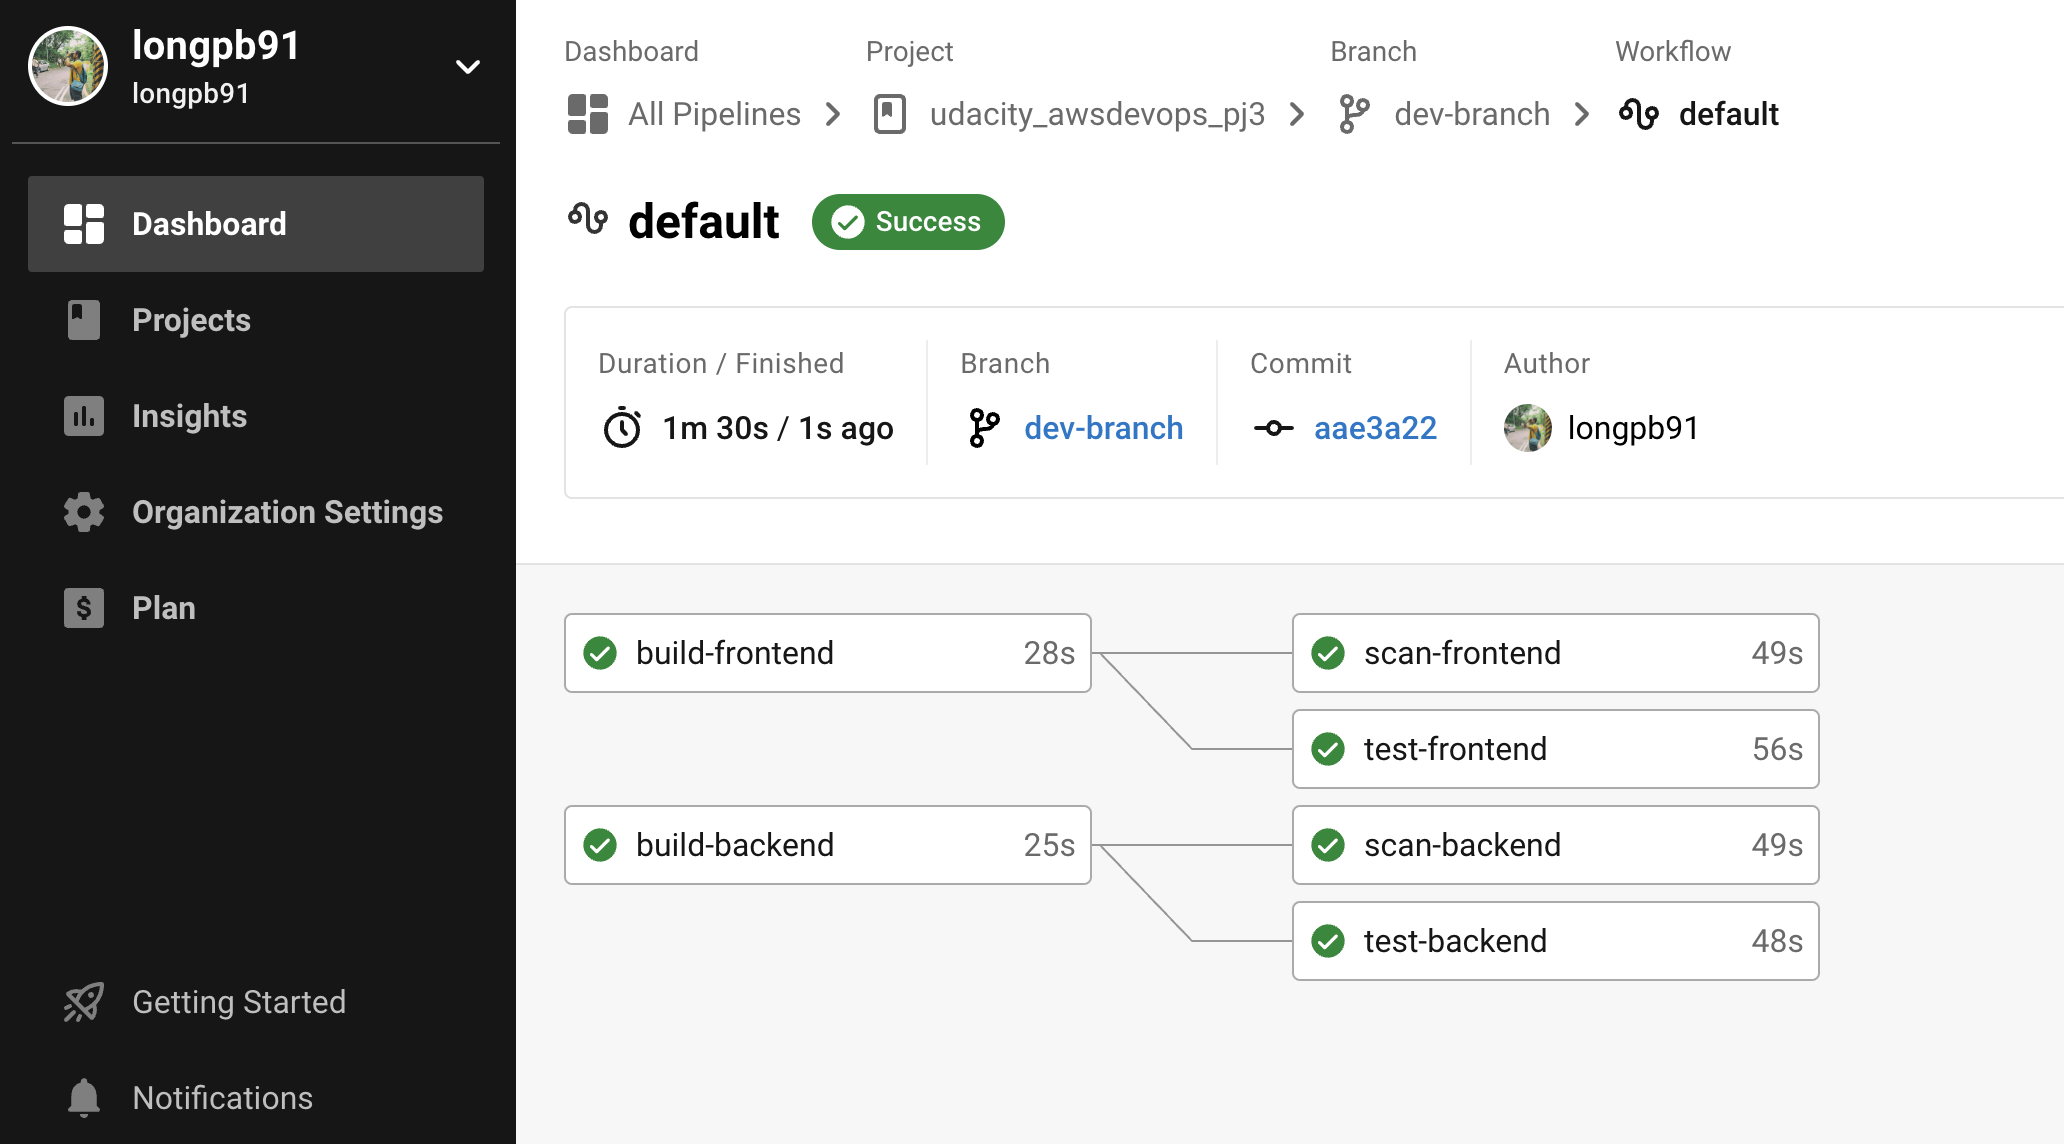 longpb91
longpb91
Dashboard
Projects
Insights
Organization Settings
Plan
Getting Started
Notifications
Dashboard Project Branch Workflow
All Pipelines udacity_awsdevops_pj3 dev-branch default
default Success
Duration / Finished Branch Commit Author
1m 30s / 1s ago dev-branch aae3a22 longpb91
build-frontend 28s scan-frontend 49s
test-frontend 56s
build-backend 25s scan-backend 49s
test-backend 48s